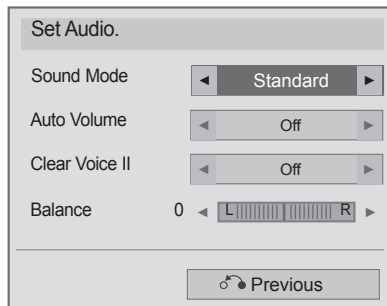 Set Audio.
Sound Mode ◄ Standard ►
Auto Volume ◄ Off ►
Clear Voice II ◄ Off ►
Balance 0 ◄ L R ►
Previous